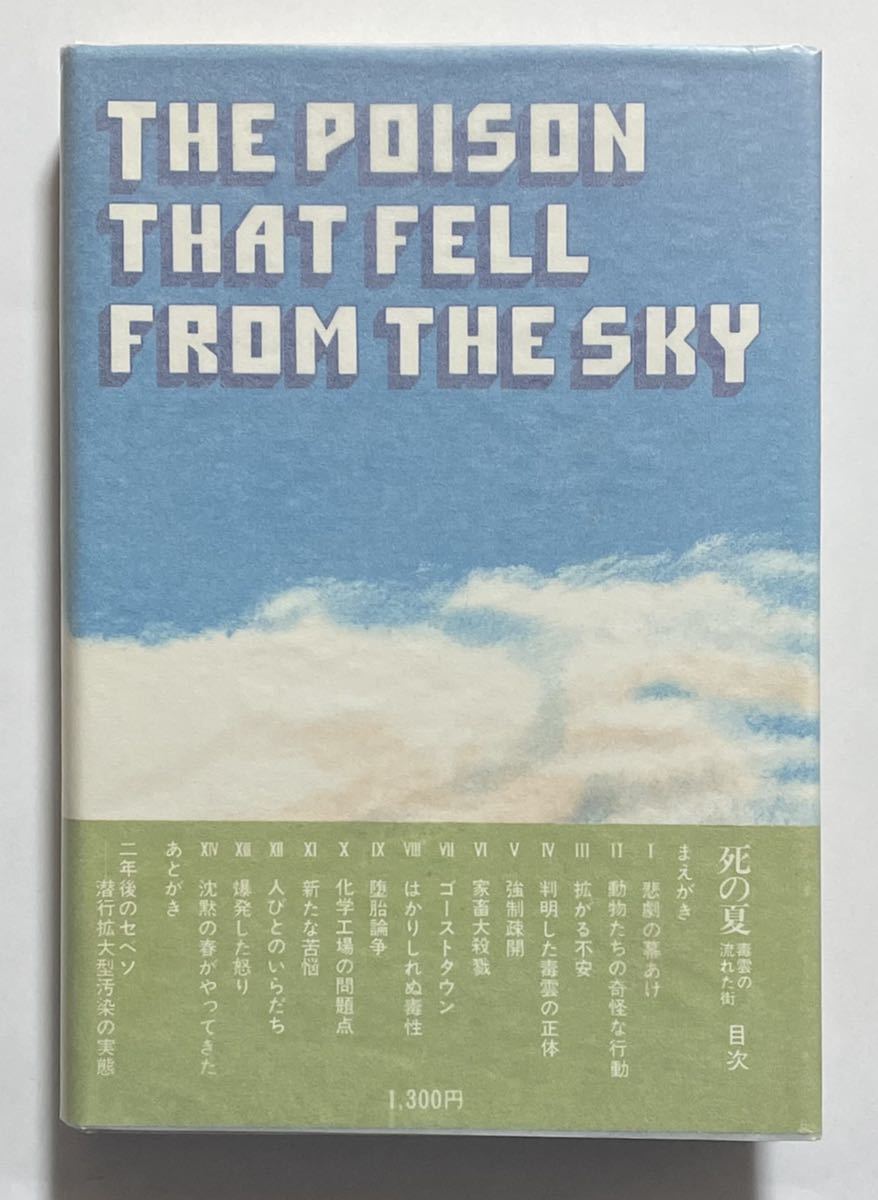 THE POISON
THAT FELL
FROM THE SKY
死の夏 毒雲の流れた街 目次
まえがき
I 悲劇の幕あけ
II 動物たちの奇怪な行動
III 拡がる不安
IV 判明した毒雲の正体
V 強制疎開
VI 家畜大殺戮
VII ゴーストタウン
VIII はかりしれぬ毒性
IX 堕胎論争
X 化学工場の問題点
XI 新たな苦悩
XII 人びとのいらだち
XIII 爆発した怒り
XIV 沈黙の春がやってきた
あとがき
二年後のセベソ
──潜行拡大型汚染の実態
1,300円